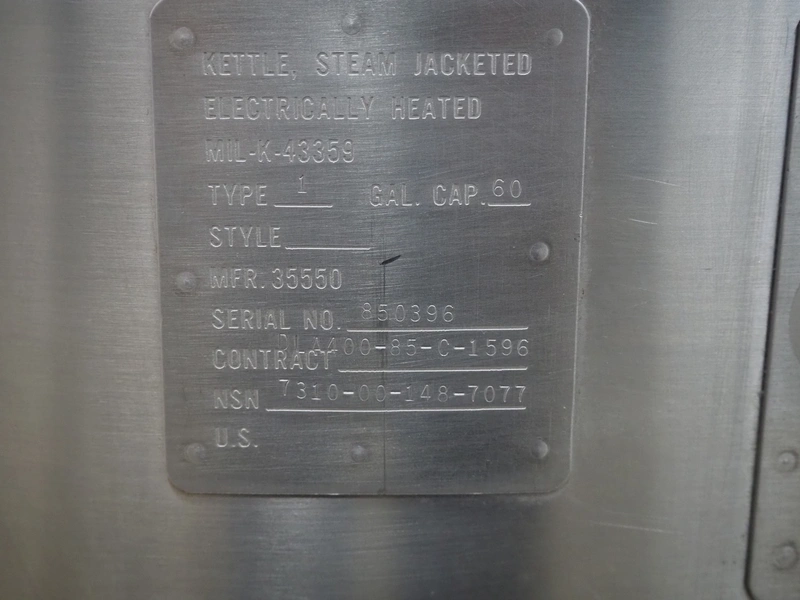 KETTLE, STEAM JACKETED
ELECTRICALLY HEATED
MIL-K-43359
TYPE 1 GAL. CAP. 60
STYLE
MFR. 35550
SERIAL NO. 850396
CONTRACT DLA400-85-C-1596
NSN 7310-00-148-7077
U.S.